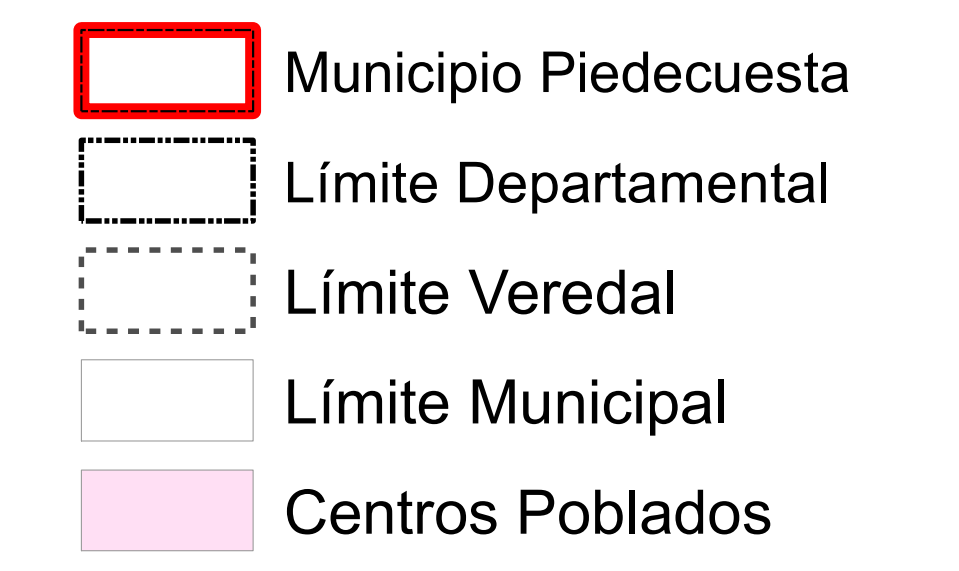 Municipio Piedecuesta
Límite Departamental
Límite Veredal
Límite Municipal
Centros Poblados